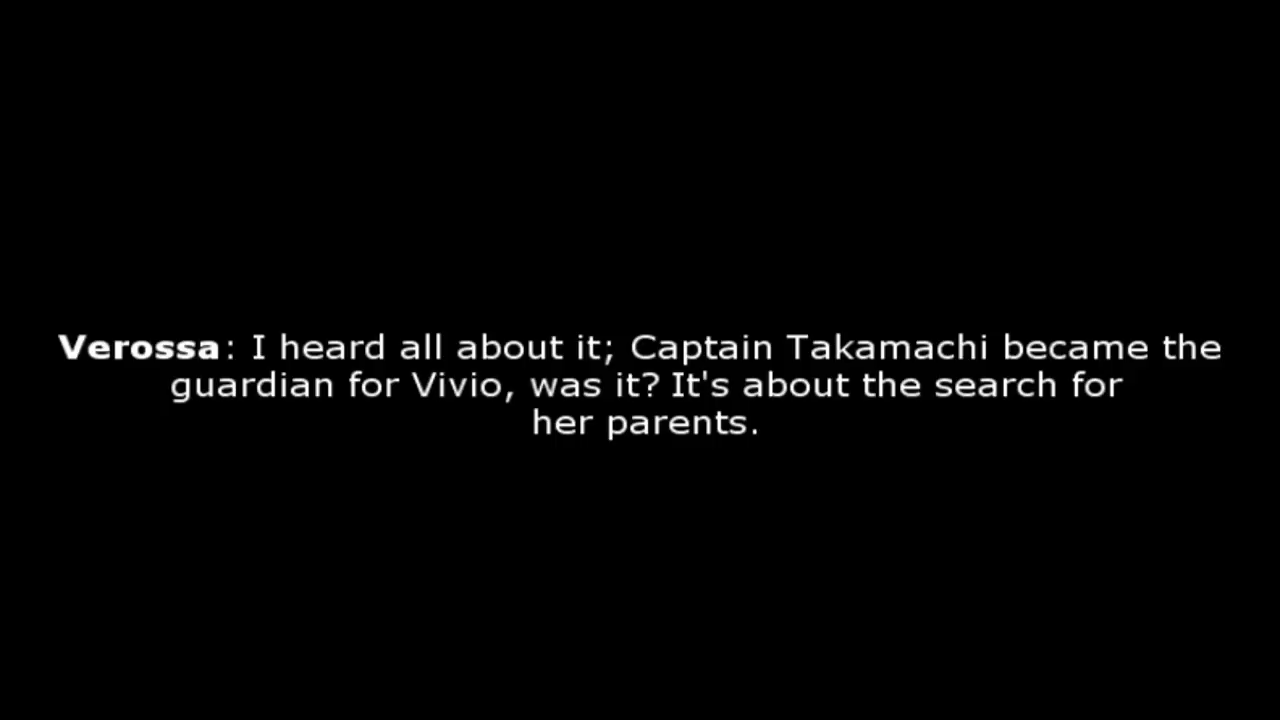 Verossa: I heard all about it; Captain Takamachi became the
guardian for Vivio, was it? It's about the search for
her parents.